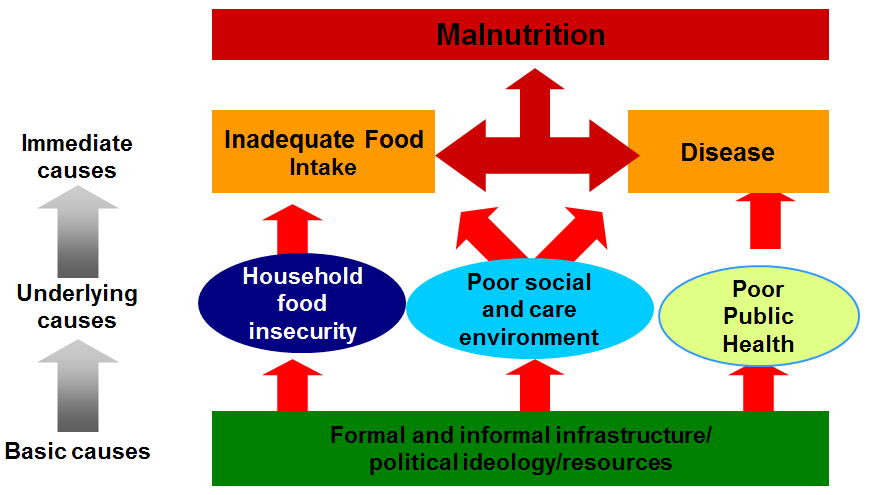 Malnutrition
Immediate
causes
Inadequate Food
Intake
Disease
Underlying
causes
Household
food
insecurity
Poor social
and care
environment
Poor
Public
Health
Basic causes
Formal and informal infrastructure/
political ideology/resources